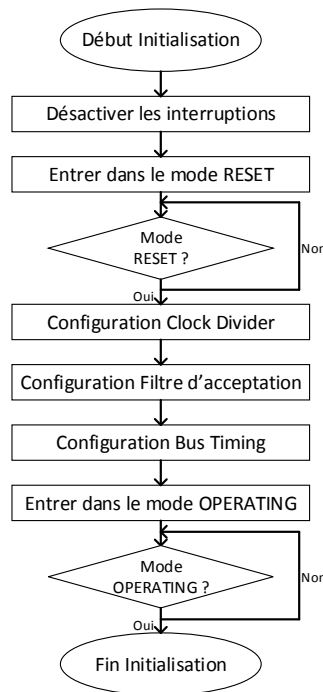 Début Initialisation
Désactiver les interruptions
Entrer dans le mode RESET
Mode
RESET ?
Non
Oui
Configuration Clock Divider
Configuration Filtre d'acceptation
Configuration Bus Timing
Entrer dans le mode OPERATING
Mode
OPERATING ?
Non
Oui
Fin Initialisation